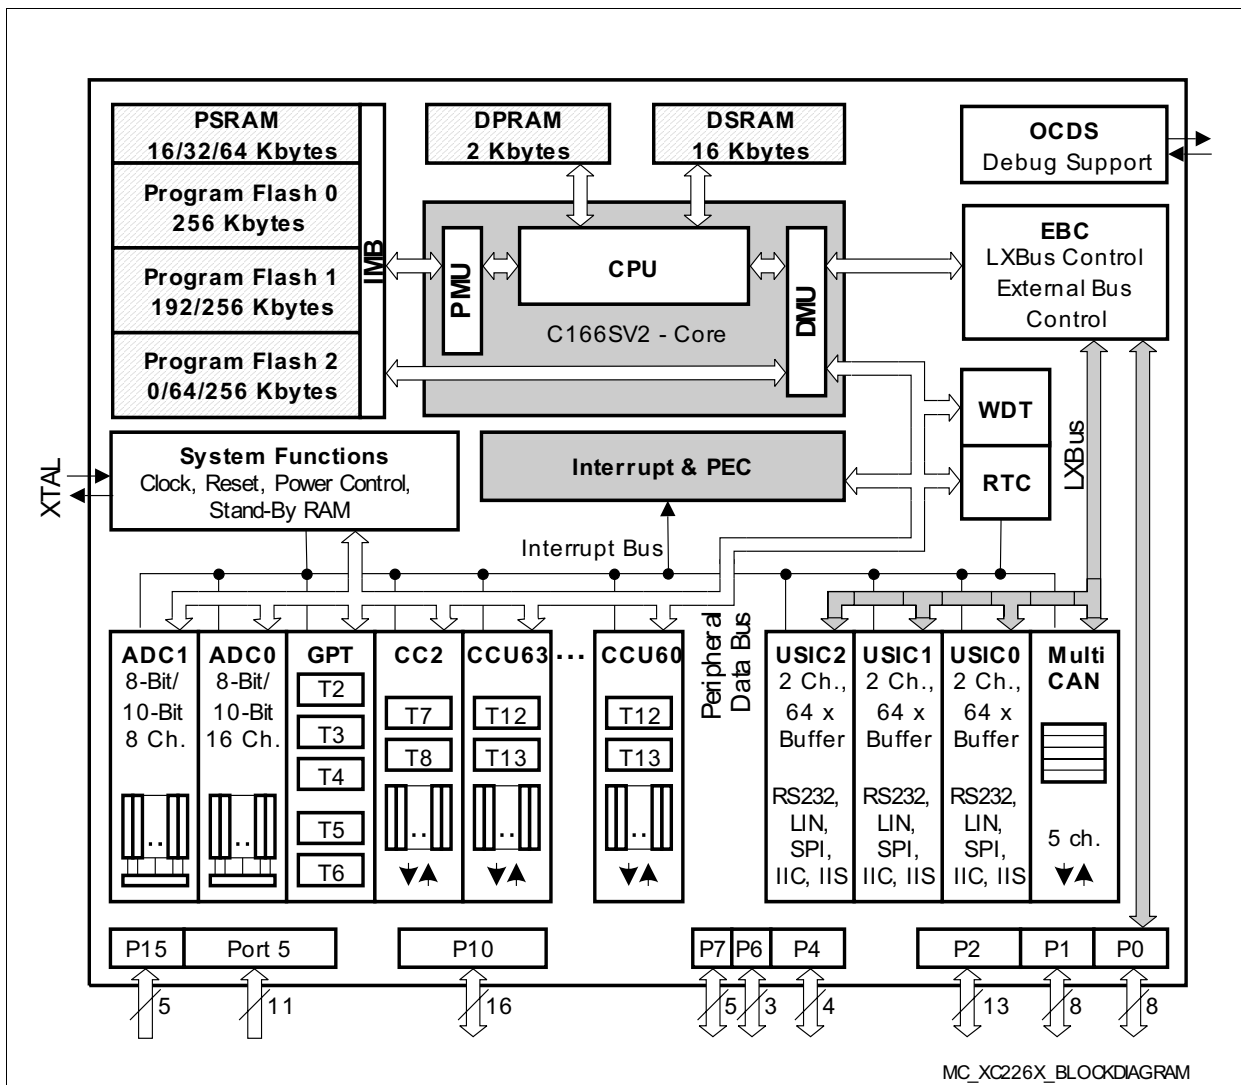 PSRAM
16/32/64 Kbytes
Program Flash 0
256 Kbytes
Program Flash 1
192/256 Kbytes
Program Flash 2
0/64/256 Kbytes
IMB
DPRAM
2 Kbytes
DSRAM
16 Kbytes
OCDS
Debug Support
PMU
CPU
DMU
C166SV2 - Core
EBC
LXBus Control
External Bus
Control
WDT
RTC
LXBus
XTAL
System Functions
Clock, Reset, Power Control,
Stand-By RAM
Interrupt & PEC
Interrupt Bus
Peripheral
Data Bus
ADC1
8-Bit/
10-Bit
8 Ch.
ADC0
8-Bit/
10-Bit
16 Ch.
GPT
T2
T3
T4
T5
T6
CC2
T7
T8
CCU63
T12
T13
...
CCU60
T12
T13
USIC2
2 Ch.,
64 x
Buffer
RS232,
LIN,
SPI,
IIC, IIS
USIC1
2 Ch.,
64 x
Buffer
RS232,
LIN,
SPI,
IIC, IIS
USIC0
2 Ch.,
64 x
Buffer
RS232,
LIN,
SPI,
IIC, IIS
Multi
CAN
5 ch.
P15
Port 5
P10
P7
P6
P4
P2
P1
P0
5
11
16
5
3
4
13
8
8
MC_XC226X_BLOCKDIAGRAM